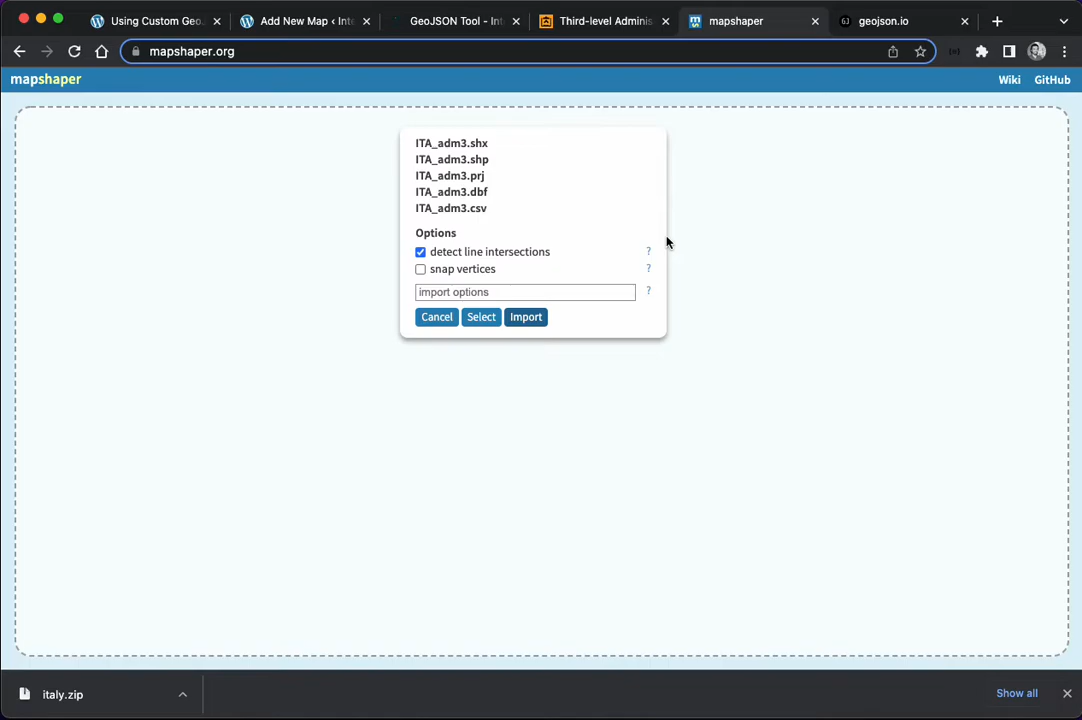 Using Custom Geo.
Add New Map ‹ Inte
GeoJSON Tool - Int
Third-level Adminis
mapshaper
geojson.io
mapshaper.org
mapshaper
Wiki
GitHub
ITA_adm3.shx
ITA_adm3.shp
ITA_adm3.prj
ITA_adm3.dbf
ITA_adm3.csv
Options
detect line intersections
?
snap vertices
?
import options
?
Cancel
Select
Import
italy.zip
Show all